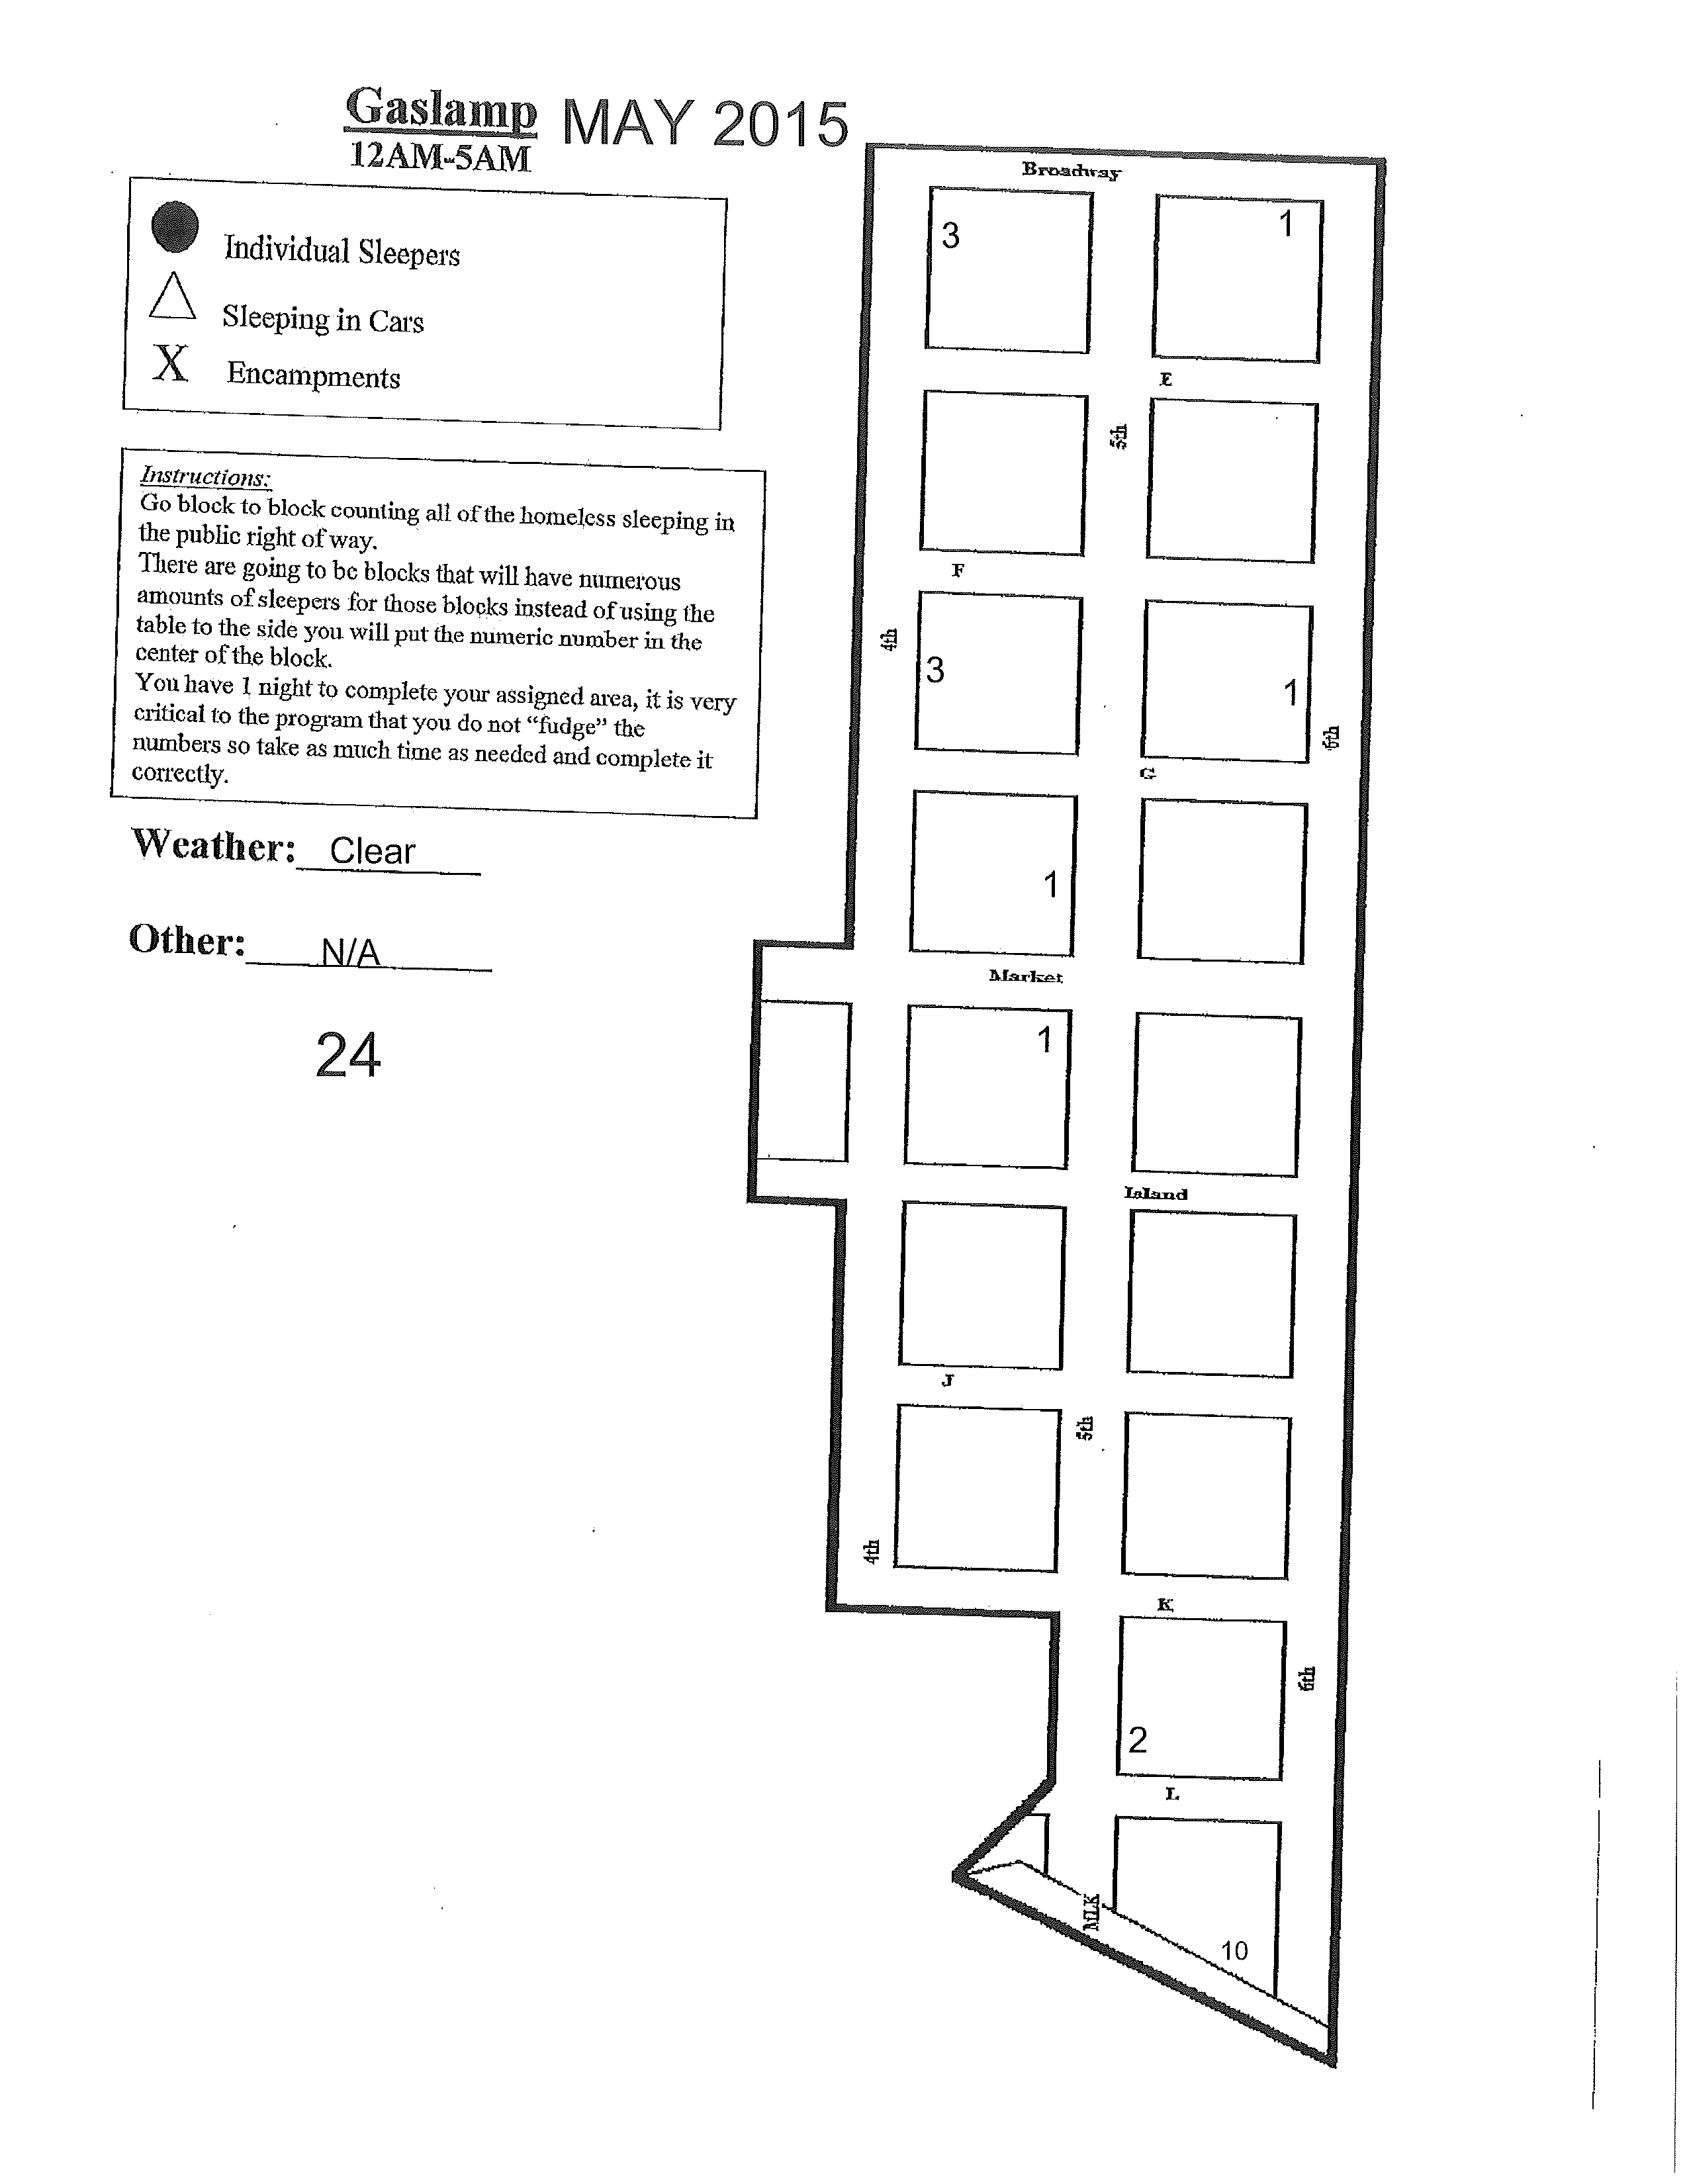 Gaslamp MAY 2015
12AM-5AM
Individual Sleepers
Sleeping in Cars
X Encampments
Instructions:
Go block to block counting all of the homeless sleeping in
the public right of way.
There are going to be blocks that will have numerous
amounts of sleepers for those blocks instead of using the
table to the side you will put the numeric number in the
center of the block.
You have 1 night to complete your assigned area, it is very
critical to the program that you do not “fudge” the
numbers so take as much time as needed and complete it
correctly.
Weather: Clear
Other: N/A
24
Broadway
3
1
E
5th
F
4th
3
1
6th
G
1
Market
1
Island
J
5th
4th
K
6th
2
L
MLK
10